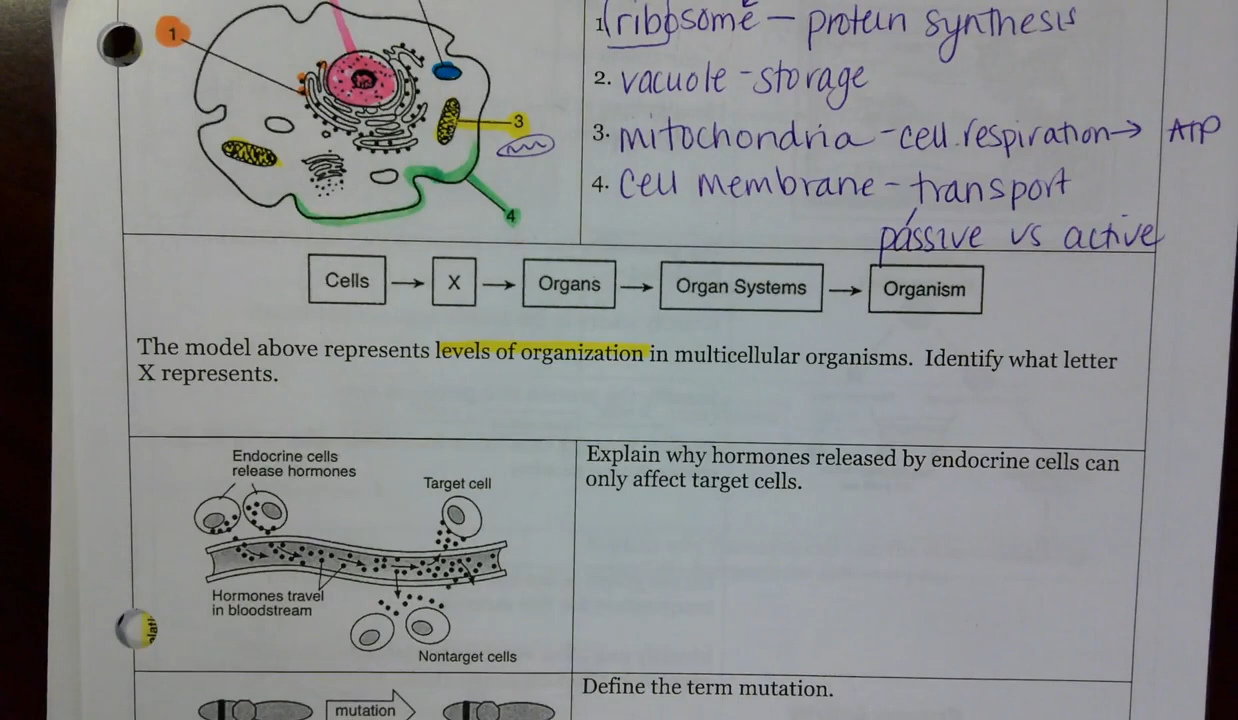 1
3
4
1. ribosome – protein synthesis
2. vacuole - storage
3. mitochondria - cell respiration → ATP
4. Cell membrane - transport
passive vs active
Cells → X → Organs → Organ Systems → Organism
The model above represents levels of organization in multicellular organisms. Identify what letter
X represents.
Endocrine cells
release hormones
Target cell
Hormones travel
in bloodstream
Nontarget cells
Explain why hormones released by endocrine cells can
only affect target cells.
mutation
Define the term mutation.